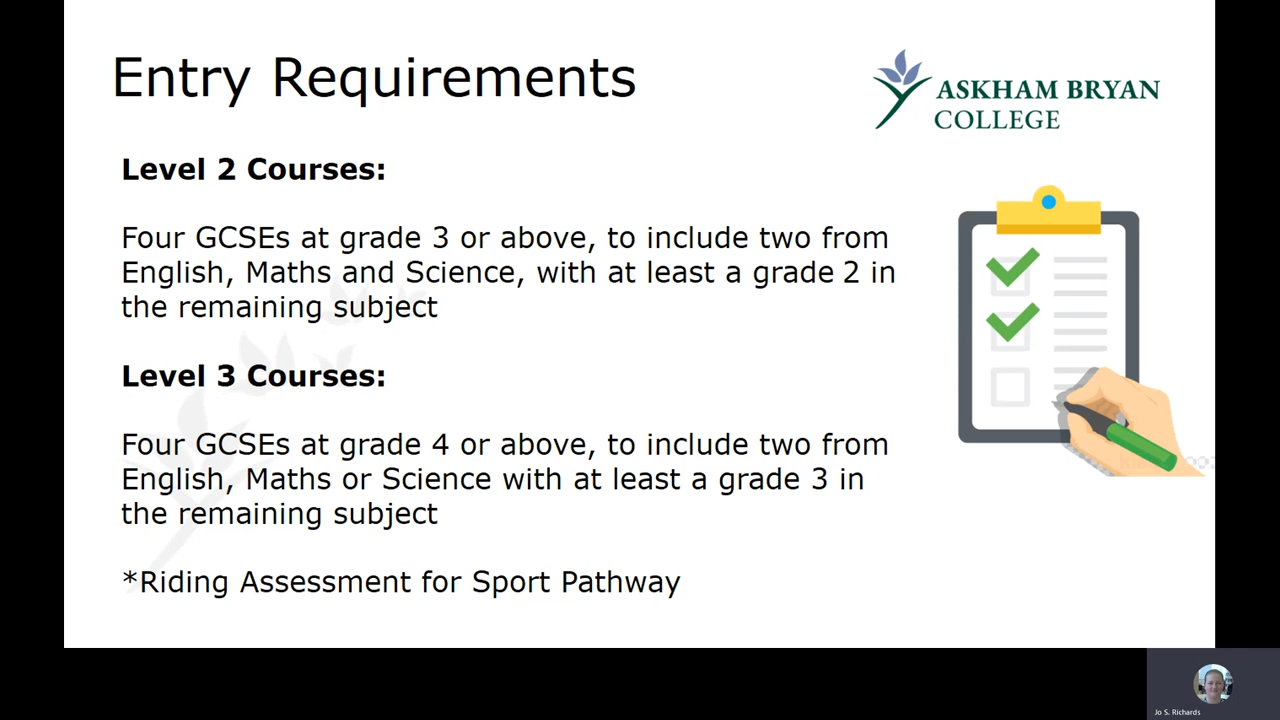 Entry Requirements
ASKHAM BRYAN
COLLEGE
Level 2 Courses:
Four GCSEs at grade 3 or above, to include two from
English, Maths and Science, with at least a grade 2 in
the remaining subject
Level 3 Courses:
Four GCSEs at grade 4 or above, to include two from
English, Maths or Science with at least a grade 3 in
the remaining subject
*Riding Assessment for Sport Pathway
Jo S. Richards